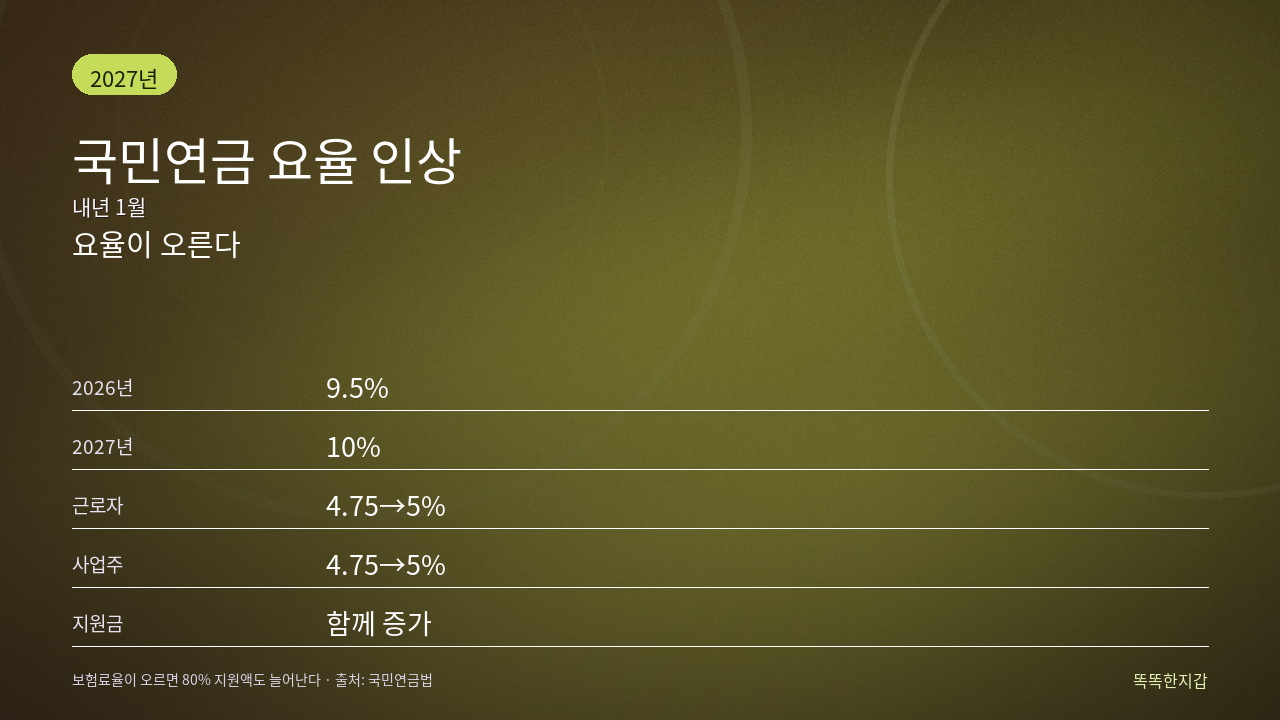 2027년
국민연금 요율 인상
내년 1월
요율이 오른다
2026년 9.5%
2027년 10%
근로자 4.75→5%
사업주 4.75→5%
지원금 함께 증가
보험료율이 오르면 80% 지원액도 늘어난다 · 출처: 국민연금법
똑똑한지갑